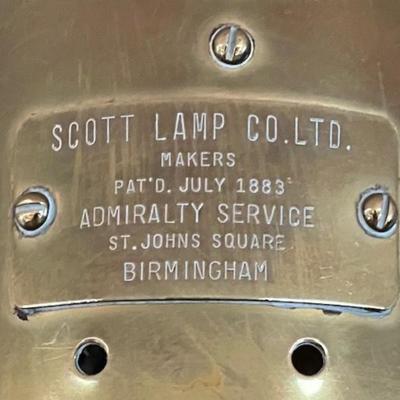 SCOTT LAMP CO.LTD.
MAKERS
PAT'D. JULY 1883
ADMIRALTY SERVICE
ST. JOHNS SQUARE
BIRMINGHAM